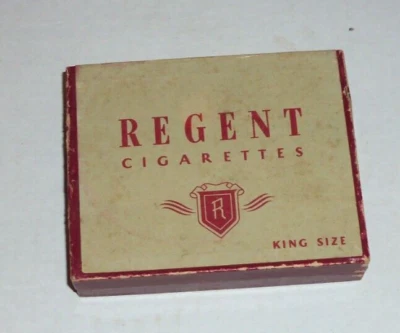 REGENT
CIGARETTES
R
KING SIZE